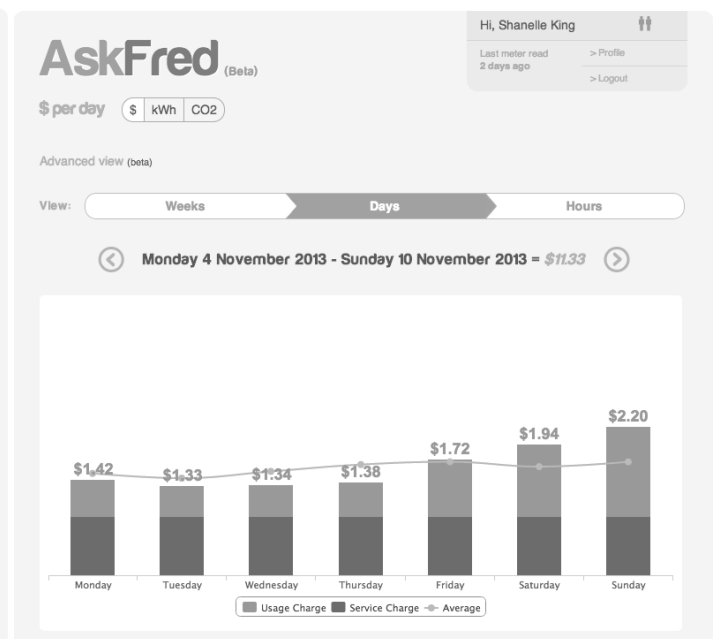 Hi, Shanelle King
Last meter read
2 days ago
> Profile
> Logout
AskFred (Beta)
$ per day
$ kWh CO2
Advanced view (beta)
View: Weeks Days Hours
Monday 4 November 2013 - Sunday 10 November 2013 = $11.33
$1.42 $1.33 $1.34 $1.38 $1.72 $1.94 $2.20
Monday Tuesday Wednesday Thursday Friday Saturday Sunday
Usage Charge Service Charge Average